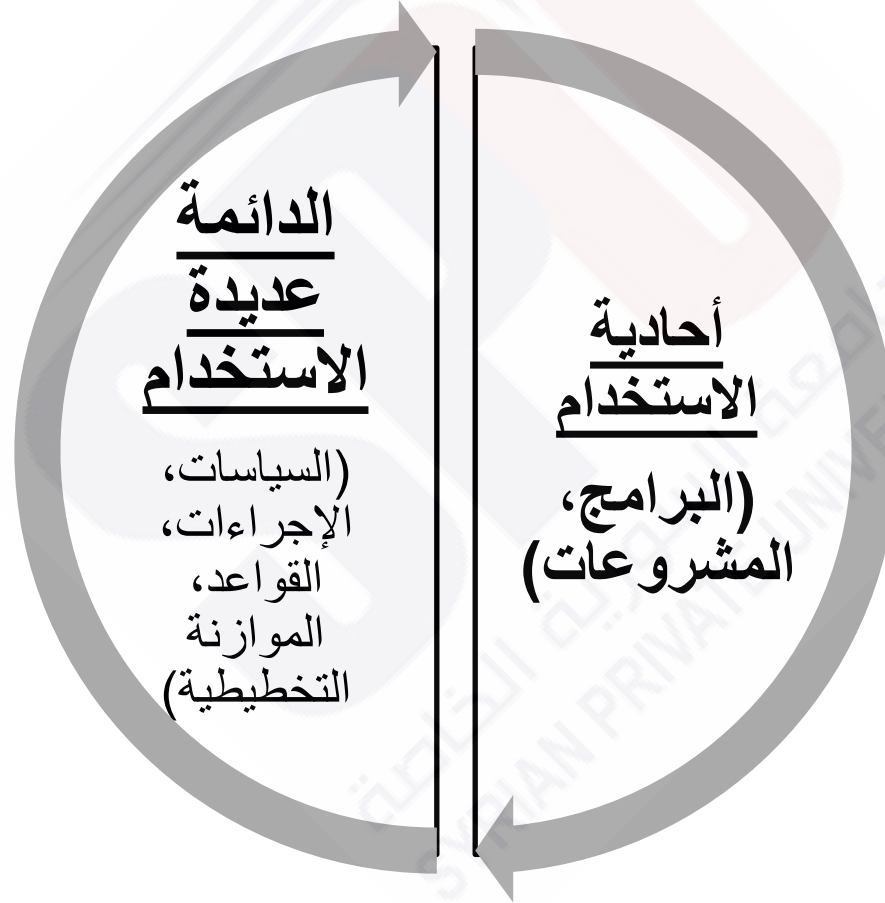 أحادية
الاستخدام
(البرامج،
المشروعات)
الدائمة
عديدة
الاستخدام
(السياسات،
الإجراءات،
القواعد،
الموازنة
التخطيطية)